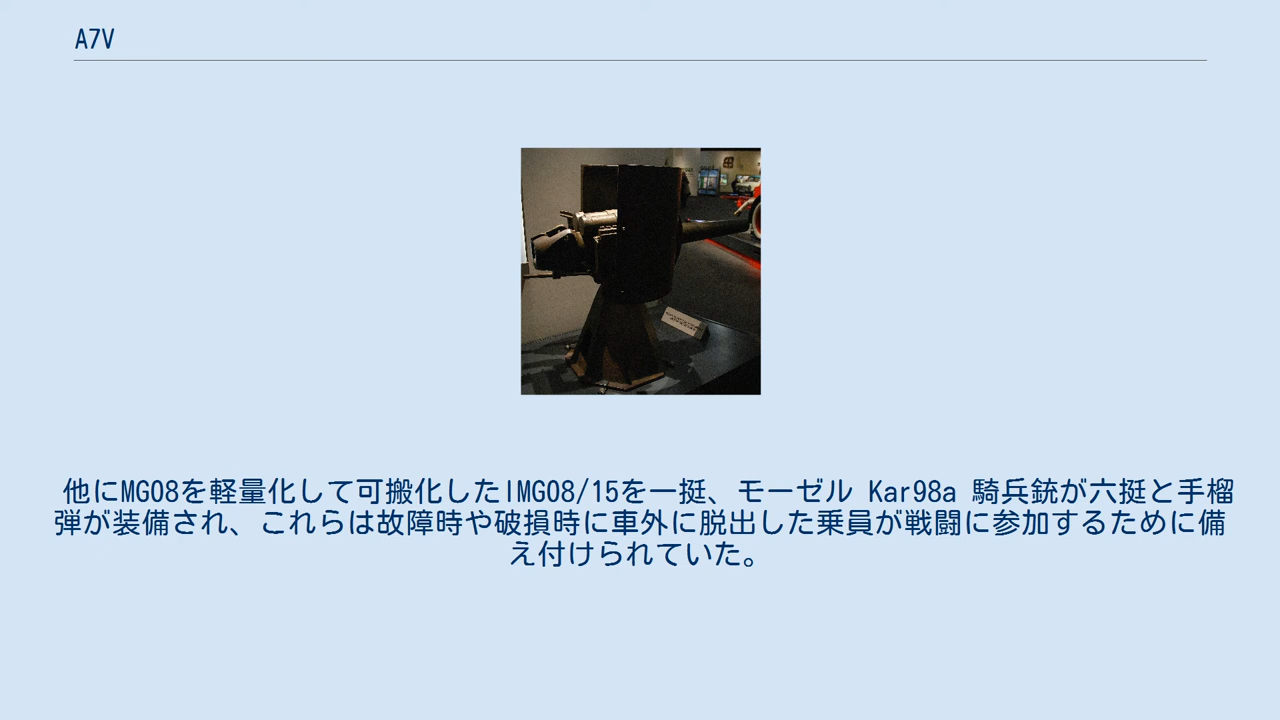 A7V
他にMG08を軽量化して可搬化したlMG08/15を一挺、モーゼル Kar98a 騎兵銃が六挺と手榴
弾が装備され、これらは故障時や破損時に車外に脱出した乗員が戦闘に参加するために備
え付けられていた。